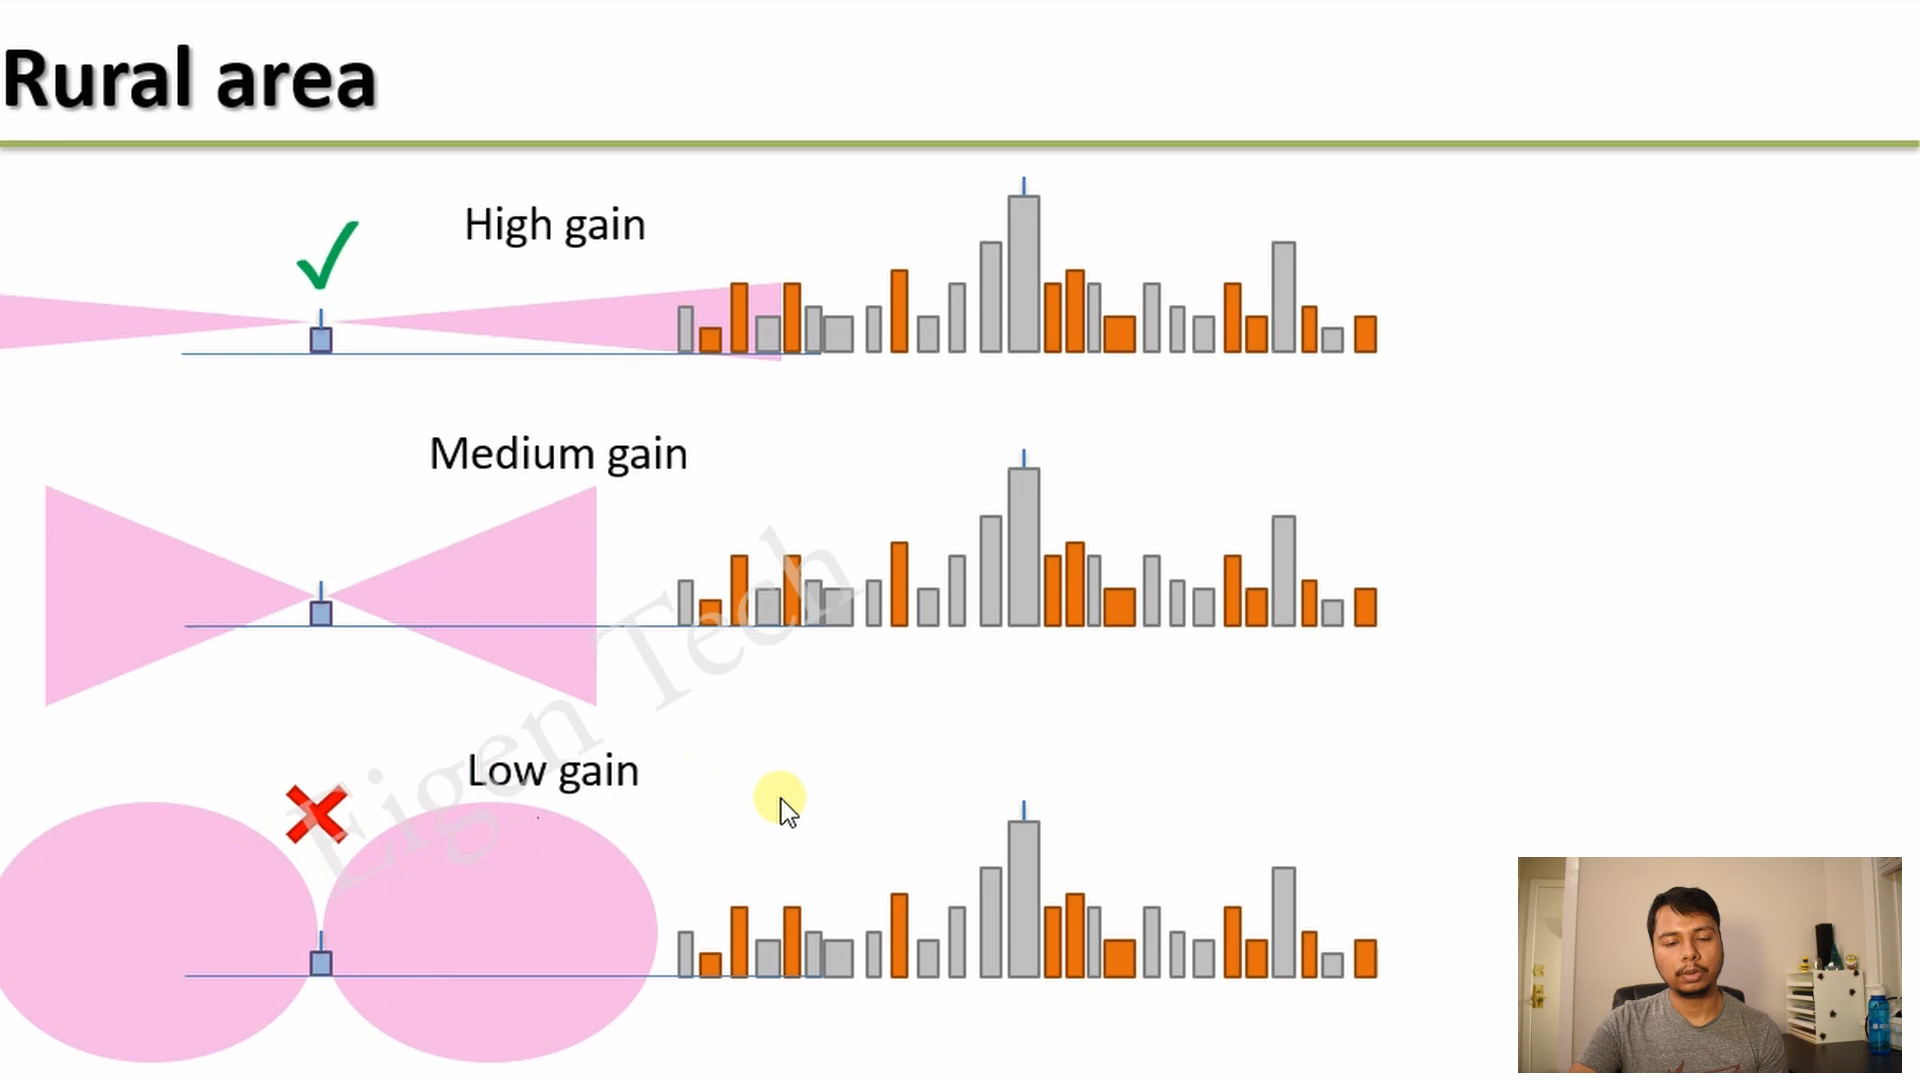 Rural area
High gain
Medium gain
Eigen Tech
Low gain